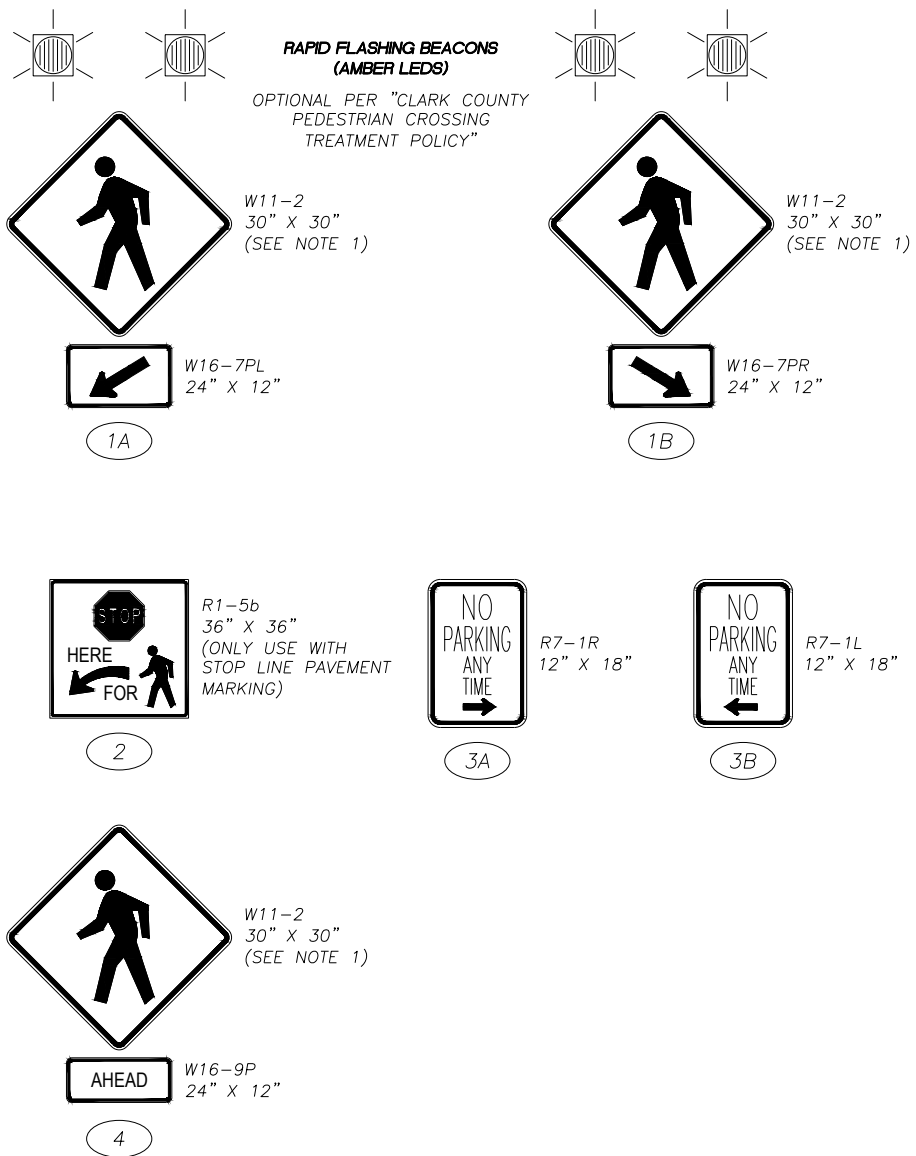 RAPID FLASHING BEACONS
(AMBER LEDS)
OPTIONAL PER "CLARK COUNTY
PEDESTRIAN CROSSING
TREATMENT POLICY"
W11-2
30" X 30"
(SEE NOTE 1)
W16-7PL
24" X 12"
1A
W11-2
30" X 30"
(SEE NOTE 1)
W16-7PR
24" X 12"
1B
STOP
HERE
FOR
R1-5b
36" X 36"
(ONLY USE WITH
STOP LINE PAVEMENT
MARKING)
2
NO
PARKING
ANY
TIME
R7-1R
12" X 18"
3A
NO
PARKING
ANY
TIME
R7-1L
12" X 18"
3B
W11-2
30" X 30"
(SEE NOTE 1)
AHEAD
W16-9P
24" X 12"
4